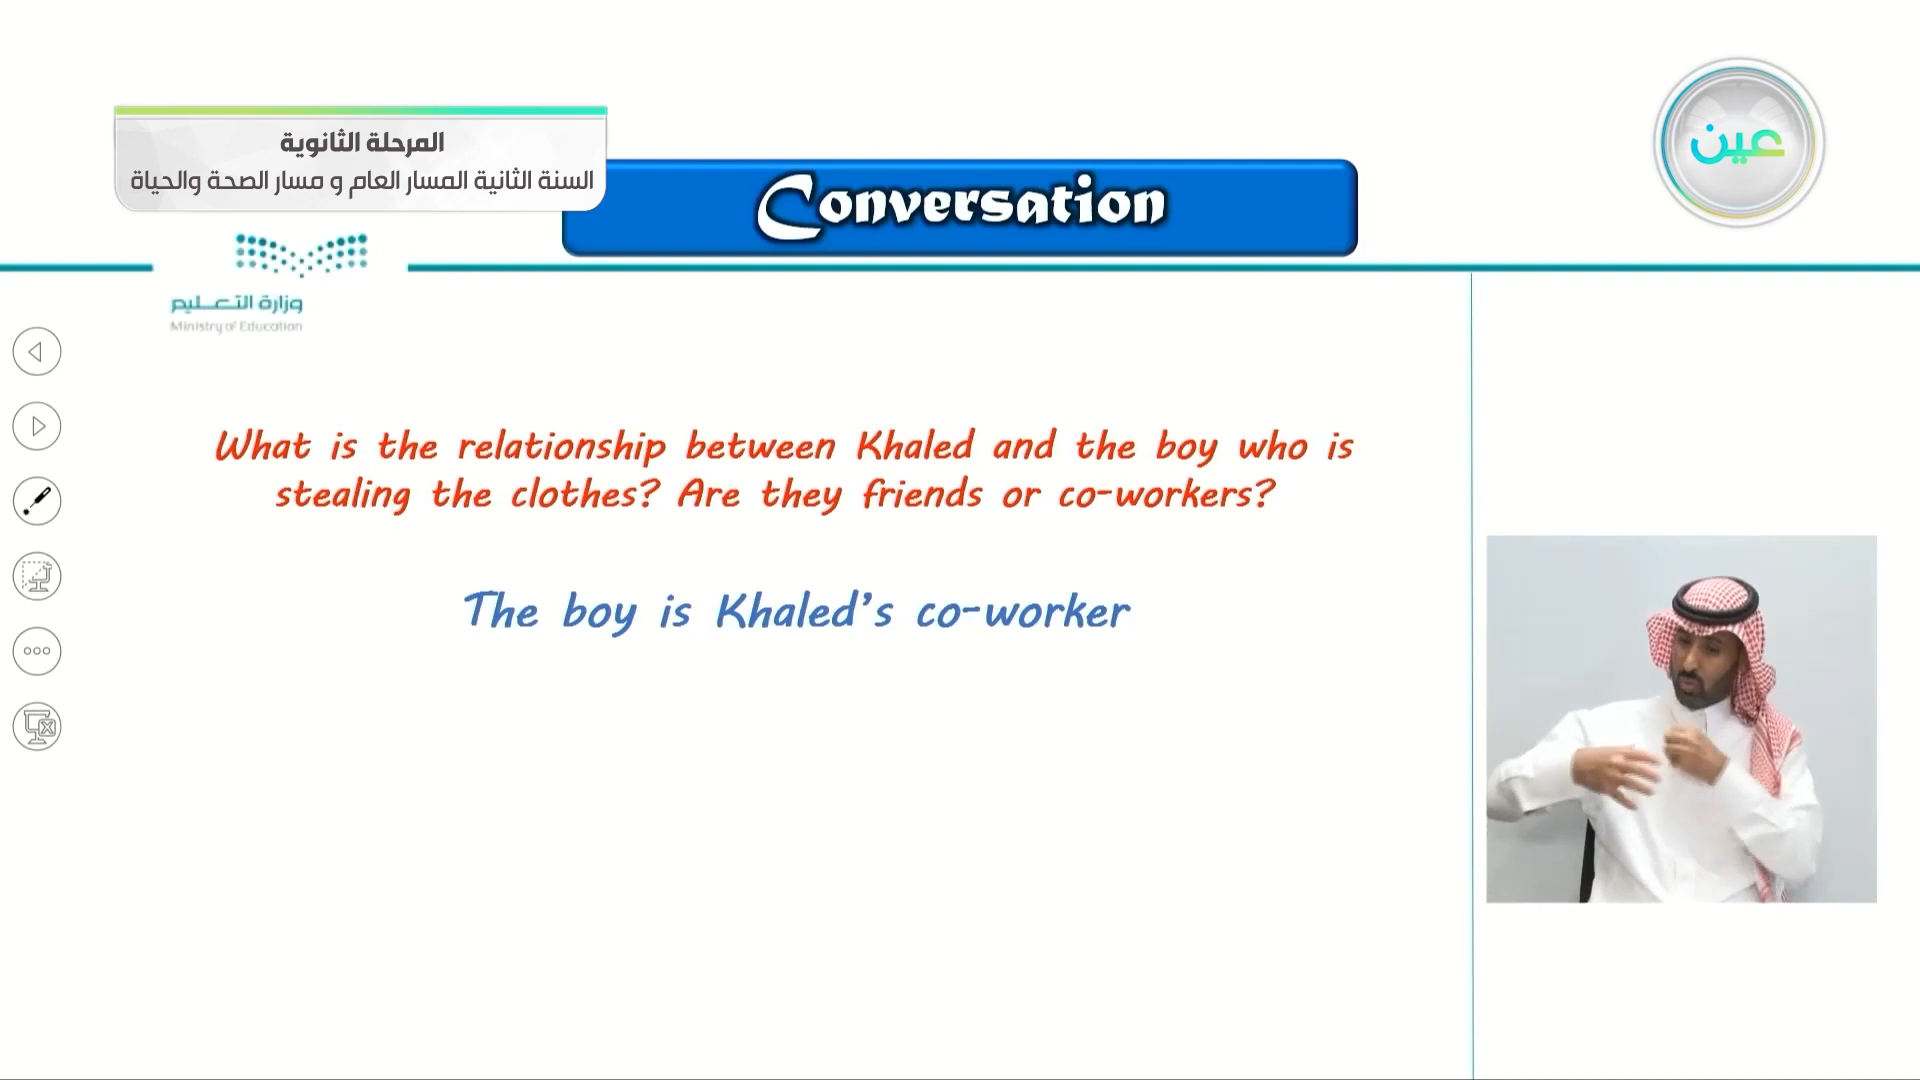 المرحلة الثانوية
السنة الثانية المسار العام و مسار الصحة والحياة
Conversation
عين
وزارة التعليم
Ministry of Education
What is the relationship between Khaled and the boy who is
stealing the clothes? Are they friends or co-workers?
The boy is Khaled's co-worker